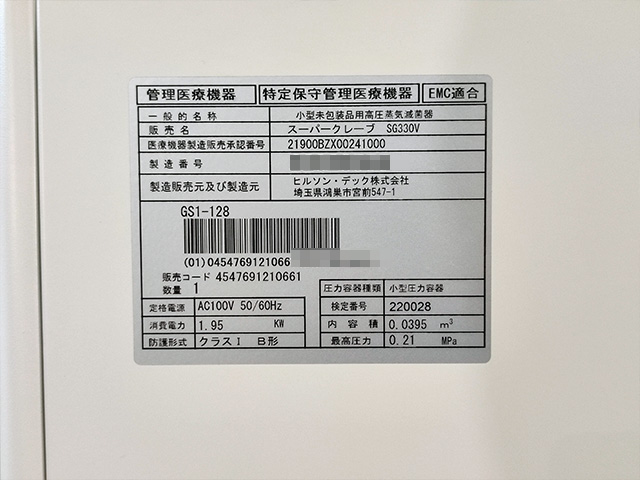 管理医療機器 特定保守管理医療機器 EMC適合
一般的名称 小型未包装品用高圧蒸気滅菌器
販売名 スーパークレーブ SG330V
医療機器製造販売承認番号 21900BZX00241000
製造番号
製造販売元及び製造元 ヒルソン・デック株式会社
埼玉県鴻巣市宮前547-1
GS1-128
(01)0454769121066
販売コード 4547691210661
数量 1
定格電源 AC100V 50/60Hz
消費電力 1.95 KW
防護形式 クラスⅠ B形
圧力容器種類 小型圧力容器
検定番号 220028
内容積 0.0395 m³
最高圧力 0.21 MPa